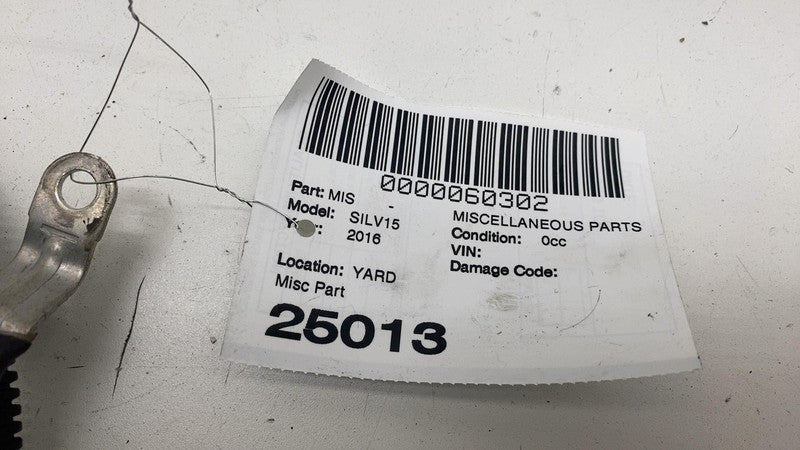 0000060302
Part: MIS - MISCELLANEOUS PARTS
Model: SILV15 Condition: 0cc
2016 VIN:
Damage Code:
Location: YARD
Misc Part
25013